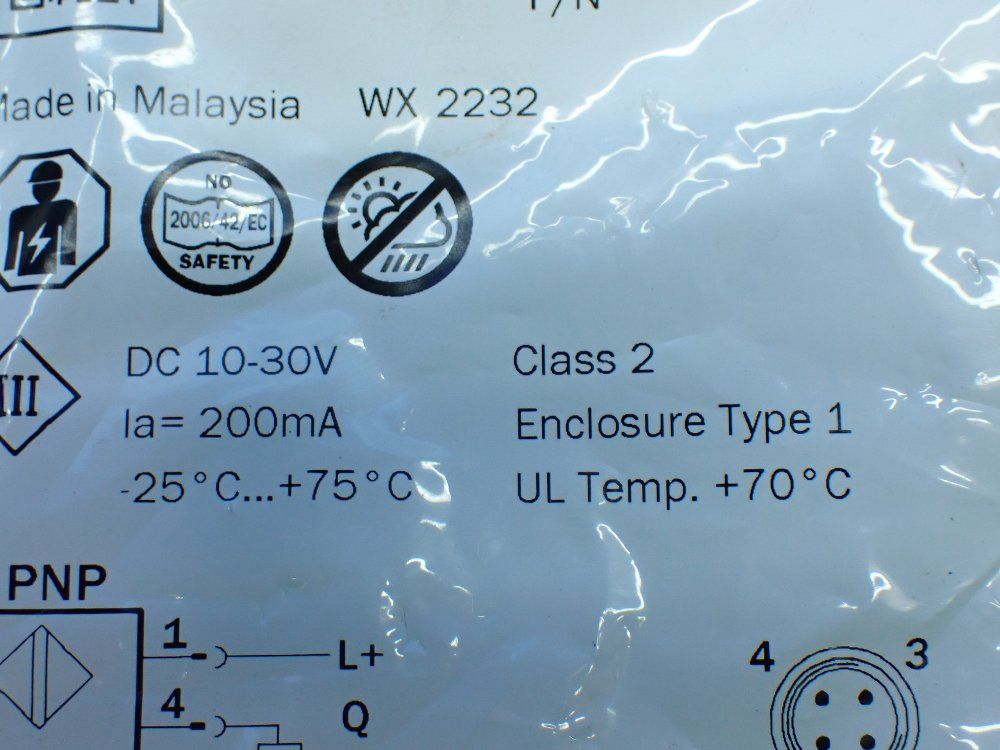 P/N
Made in Malaysia WX 2232
NO
2006/42/EC
SAFETY
III
DC 10-30V Class 2
Ia= 200mA Enclosure Type 1
-25°C...+75°C UL Temp. +70°C
PNP
1 L+
4 Q
4 3